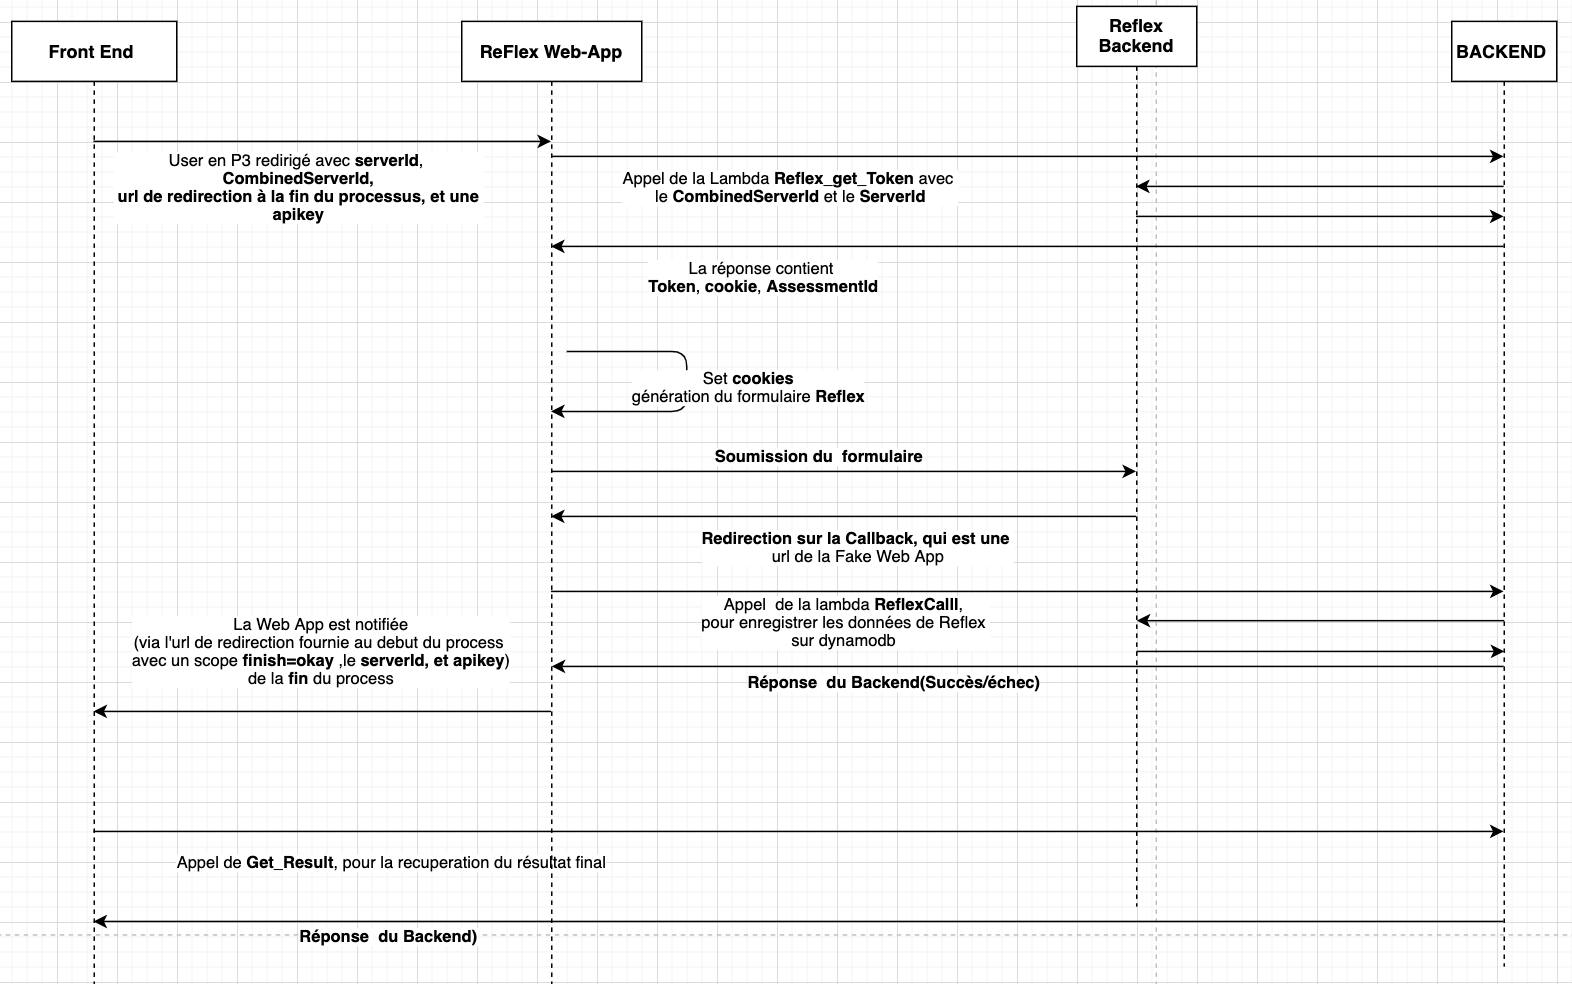 Front End
ReFlex Web-App
Reflex
Backend
BACKEND
User en P3 redirigé avec serverId,
CombinedServerId,
url de redirection à la fin du processus, et une
apikey
Appel de la Lambda Reflex_get_Token avec
le CombinedServerId et le ServerId
La réponse contient
Token, cookie, AssessmentId
Set cookies
génération du formulaire Reflex
Soumission du  formulaire
Redirection sur la Callback, qui est une
url de la Fake Web App
Appel  de la lambda ReflexCalll,
pour enregistrer les données de Reflex
sur dynamodb
La Web App est notifiée
(via l'url de redirection fournie au debut du process
avec un scope finish=okay ,le serverId, et apikey)
de la fin du process
Réponse  du Backend(Succès/échec)
Appel de Get_Result, pour la recuperation du résultat final
Réponse  du Backend)